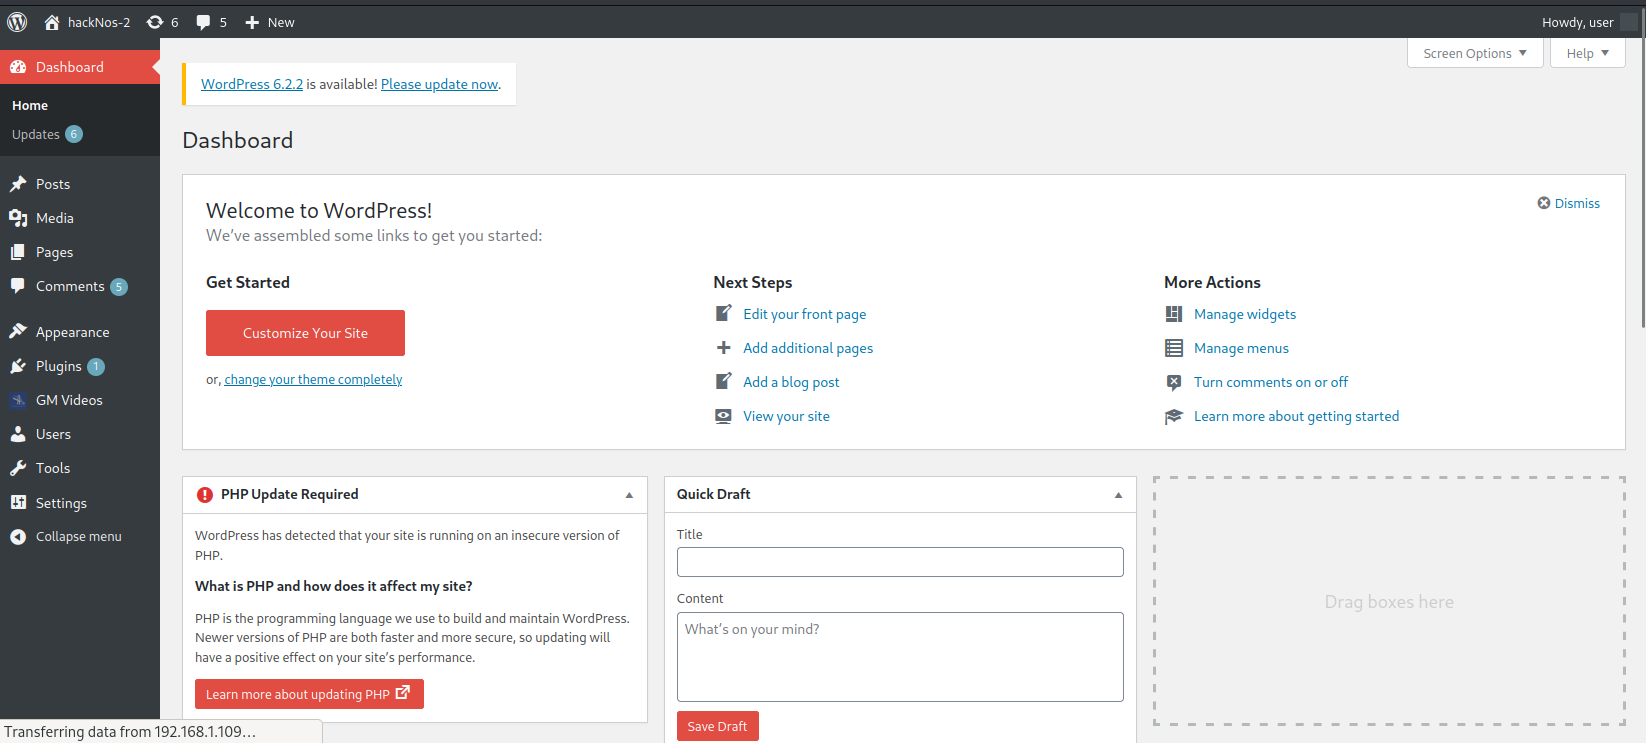 hackNos-2 6 5 New Howdy, user
Dashboard
Home
Updates 6
Posts
Media
Pages
Comments 5
Appearance
Plugins 1
GM Videos
Users
Tools
Settings
Collapse menu
Screen Options Help
WordPress 6.2.2 is available! Please update now.
Dashboard
Welcome to WordPress!
We've assembled some links to get you started:
Dismiss
Get Started
Customize Your Site
or, change your theme completely
Next Steps
Edit your front page
Add additional pages
Add a blog post
View your site
More Actions
Manage widgets
Manage menus
Turn comments on or off
Learn more about getting started
PHP Update Required
WordPress has detected that your site is running on an insecure version of
PHP.
What is PHP and how does it affect my site?
PHP is the programming language we use to build and maintain WordPress.
Newer versions of PHP are both faster and more secure, so updating will
have a positive effect on your site's performance.
Learn more about updating PHP
Quick Draft
Title
Content
What's on your mind?
Save Draft
Drag boxes here
Transferring data from 192.168.1.109...